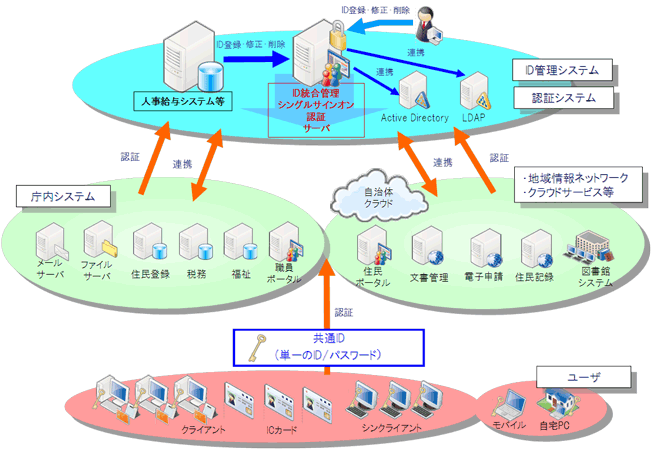 ID登録・修正・削除
ID登録・修正・削除
連携
連携
連携
ID管理システム
認証システム
人事給与システム等
ID統合管理
シングルサインオン
認証
サーバ
Active Directory
LDAP
認証
連携
連携
認証
庁内システム
自治体
クラウド
・地域情報ネットワーク
・クラウドサービス等
メール
サーバ
ファイル
サーバ
住民登録
税務
福祉
職員
ポータル
住民
ポータル
文書管理
電子申請
住民記録
図書館
システム
認証
共通ID
（単一のID/パスワード）
ユーザ
クライアント
ICカード
シンクライアント
モバイル
自宅PC